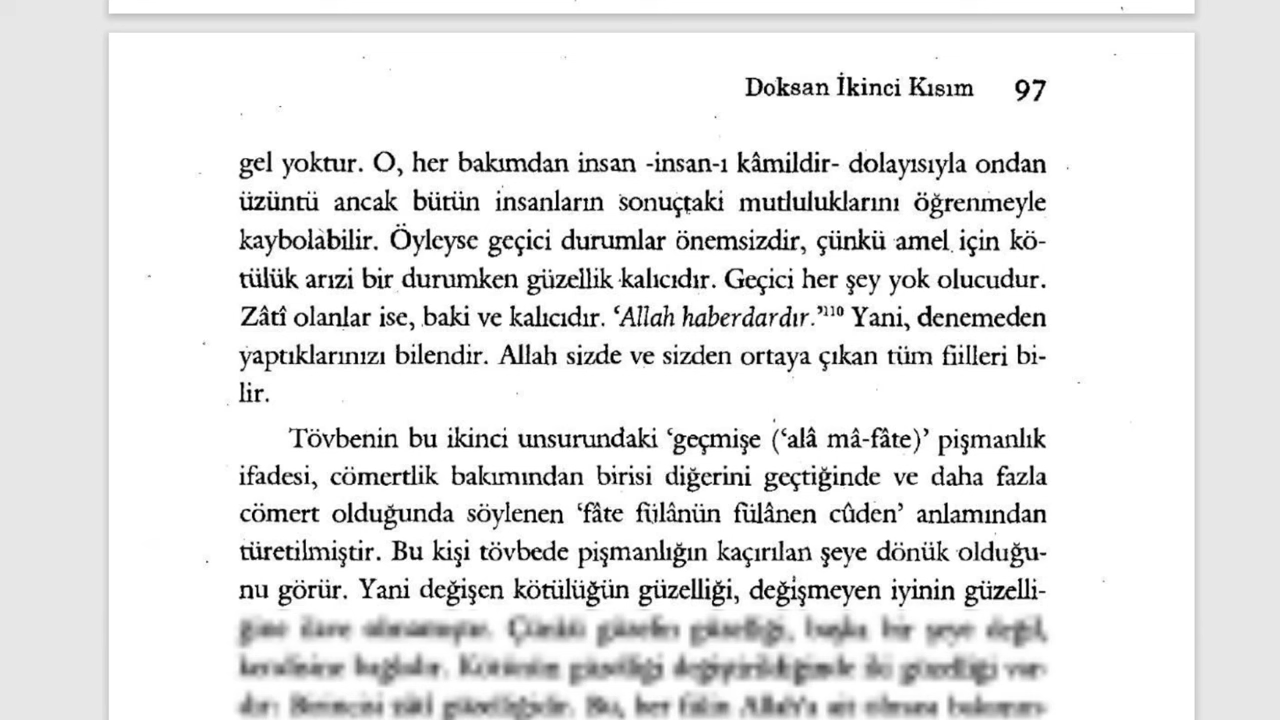 Doksan İkinci Kısım 97
gel yoktur. O, her bakımdan insan -insan-ı kâmildir- dolayısıyla ondan
üzüntü ancak bütün insanların sonuçtaki mutluluklarını öğrenmeyle
kaybolabilir. Öyleyse geçici durumlar önemsizdir, çünkü amel için kö-
tülük arızi bir durumken güzellik kalıcıdır. Geçici her şey yok olucudur.
Zâtî olanlar ise, baki ve kalıcıdır. ‘Allah haberdardır.’¹¹⁰ Yani, denemeden
yaptıklarınızı bilendir. Allah sizde ve sizden ortaya çıkan tüm fiilleri bi-
lir.
Tövbenin bu ikinci unsurundaki ‘geçmişe (‘alâ mâ-fâte)’ pişmanlık
ifadesi, cömertlik bakımından birisi diğerini geçtiğinde ve daha fazla
cömert olduğunda söylenen ‘fâte fülânün fülânen cûden’ anlamından
türetilmiştir. Bu kişi tövbede pişmanlığın kaçırılan şeye dönük olduğu-
nu görür. Yani değişen kötülüğün güzelliği, değişmeyen iyinin güzelli-